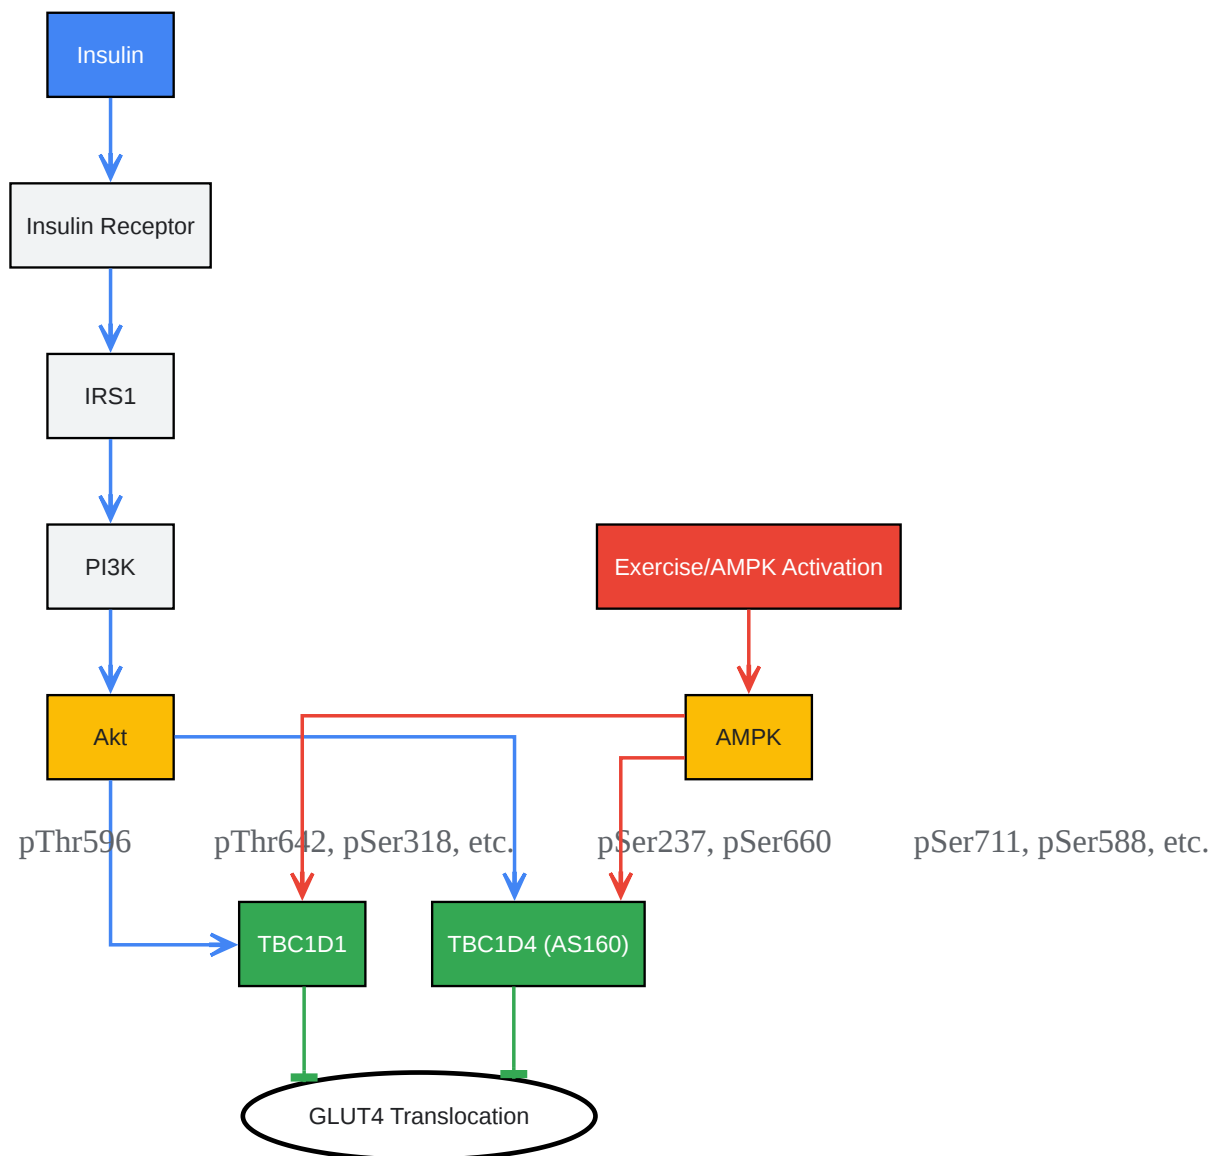 Insulin
Insulin Receptor
IRS1
PI3K
Exercise/AMPK Activation
Akt
AMPK
pThr596
pThr642, pSer318, etc.
pSer237, pSer660
pSer711, pSer588, etc.
TBC1D1
TBC1D4 (AS160)
GLUT4 Translocation